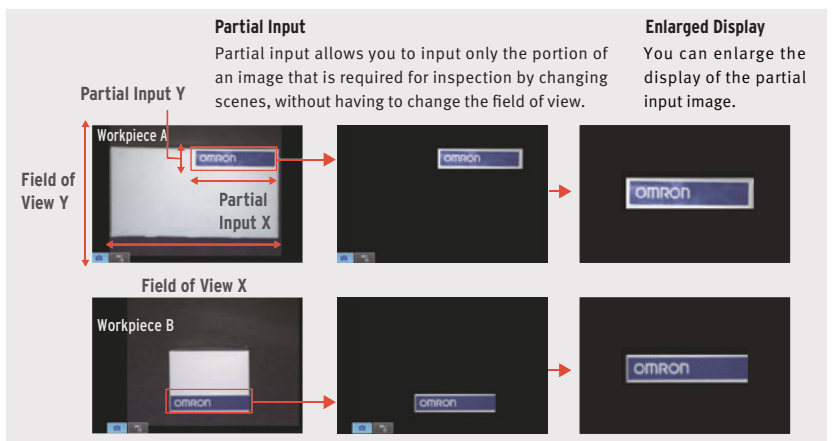 Partial Input
Partial input allows you to input only the portion of
an image that is required for inspection by changing
scenes, without having to change the field of view.
Enlarged Display
You can enlarge the
display of the partial
input image.
Partial Input Y
Field of
View Y
Workpiece A
OMRON
Partial
Input X
OMRON
OMRON
Field of View X
Workpiece B
OMRON
OMRON
OMRON